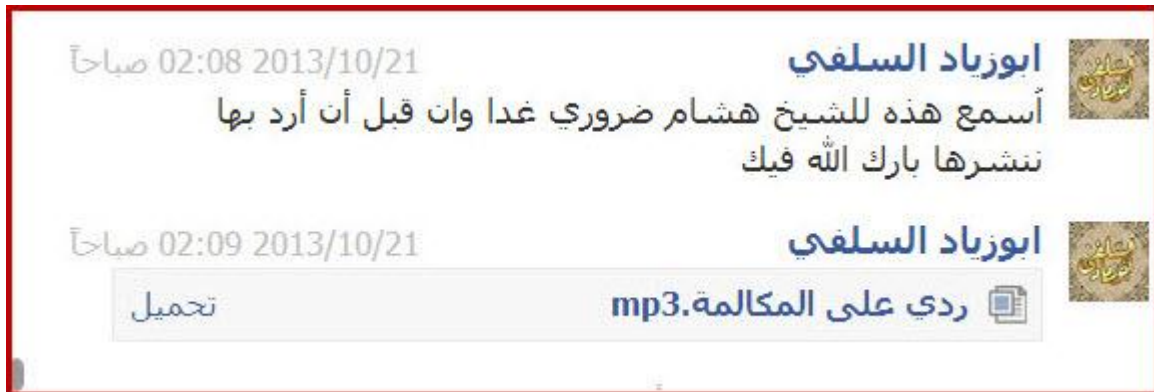 ابوزياد السلفي 2013/10/21 02:08 صباحاً
أسمع هذه للشيخ هشام ضروري غدا وان قبل أن أرد بها
ننشرها بارك الله فيك
ابوزياد السلفي 2013/10/21 02:09 صباحاً
ردي على المكالمة.mp3 تحميل